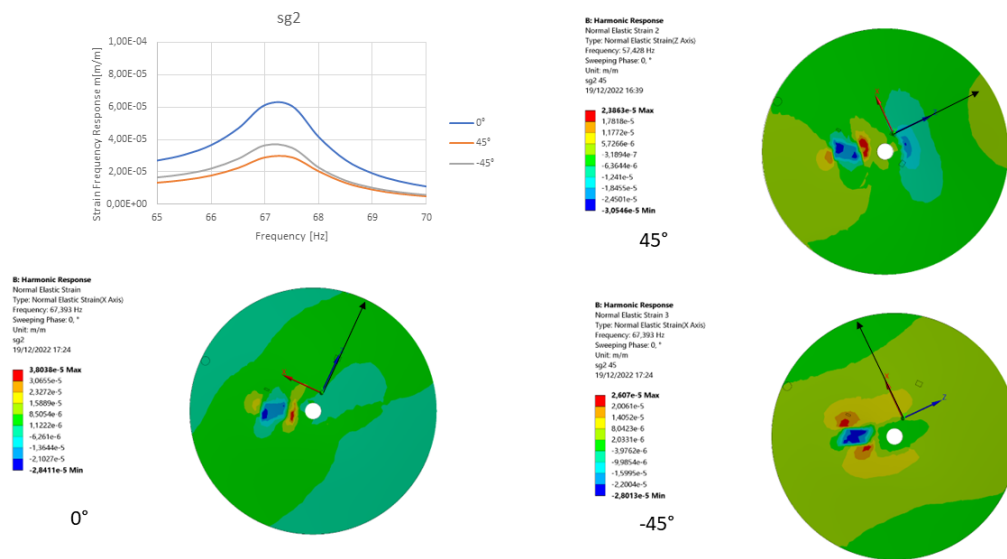 sg2
Strain Frequency Response m[m/m]
1,00E-04
8,00E-05
6,00E-05
4,00E-05
2,00E-05
0,00E+00
65
66
67
68
69
70
Frequency [Hz]
0°
45°
-45°
B: Harmonic Response
Normal Elastic Strain 2
Type: Normal Elastic Strain(Z Axis)
Frequency: 57,428 Hz
Sweeping Phase: 0, °
Unit: m/m
sg2 45
19/12/2022 16:39
2,3863e-5 Max
1,7818e-5
1,1772e-5
5,7266e-6
-3,1894e-7
-6,3644e-6
-1,241e-5
-1,8455e-5
-2,4501e-5
-3,0546e-5 Min
45°
B: Harmonic Response
Normal Elastic Strain
Type: Normal Elastic Strain(X Axis)
Frequency: 67,393 Hz
Sweeping Phase: 0, °
Unit: m/m
sg2
19/12/2022 17:24
3,8038e-5 Max
3,0655e-5
2,3272e-5
1,5889e-5
8,5054e-6
1,1222e-6
-6,261e-6
-1,3644e-5
-2,1027e-5
-2,8411e-5 Min
0°
B: Harmonic Response
Normal Elastic Strain 3
Type: Normal Elastic Strain(X Axis)
Frequency: 67,393 Hz
Sweeping Phase: 0, °
Unit: m/m
sg2 45
19/12/2022 17:24
2,607e-5 Max
2,0061e-5
1,4052e-5
8,0423e-6
2,0331e-6
-3,9762e-6
-9,9854e-6
-1,5995e-5
-2,2004e-5
-2,8013e-5 Min
Z
-45°